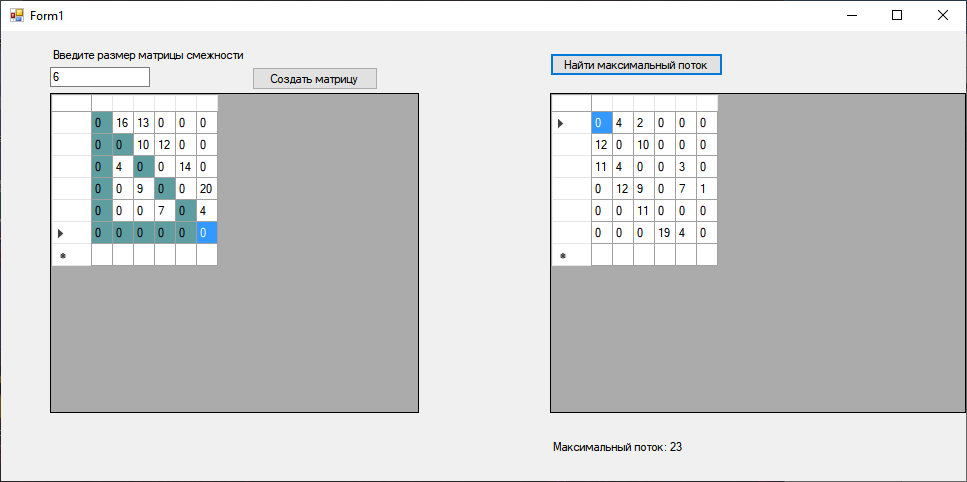 Form1
Введите размер матрицы смежности
6
Создать матрицу
0 16 13 0 0 0
0 0 10 12 0 0
0 4 0 0 14 0
0 0 9 0 0 20
0 0 0 7 0 4
0 0 0 0 0 0
Найти максимальный поток
0 4 2 0 0 0
12 0 10 0 0 0
11 4 0 0 3 0
0 12 9 0 7 1
0 0 11 0 0 0
0 0 0 19 4 0
Максимальный поток: 23